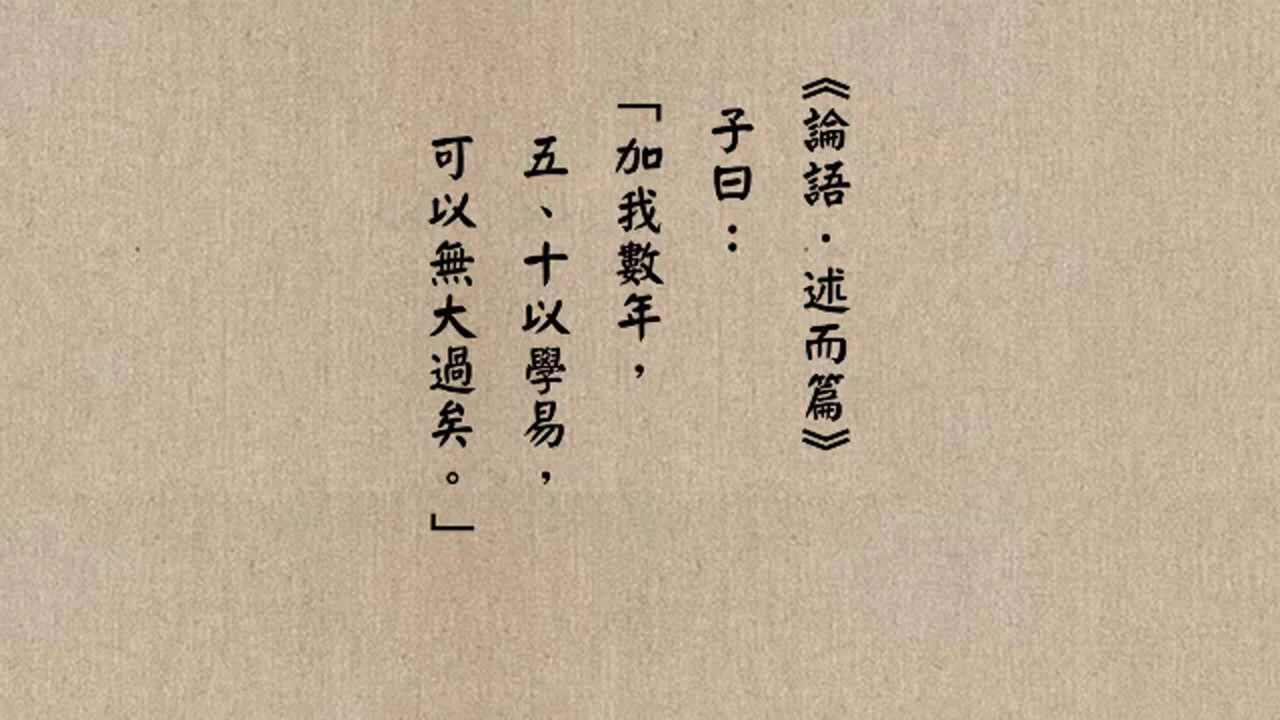 《論語·述而篇》
子曰：
「加我數年，
五、十以學易，
可以無大過矣。」